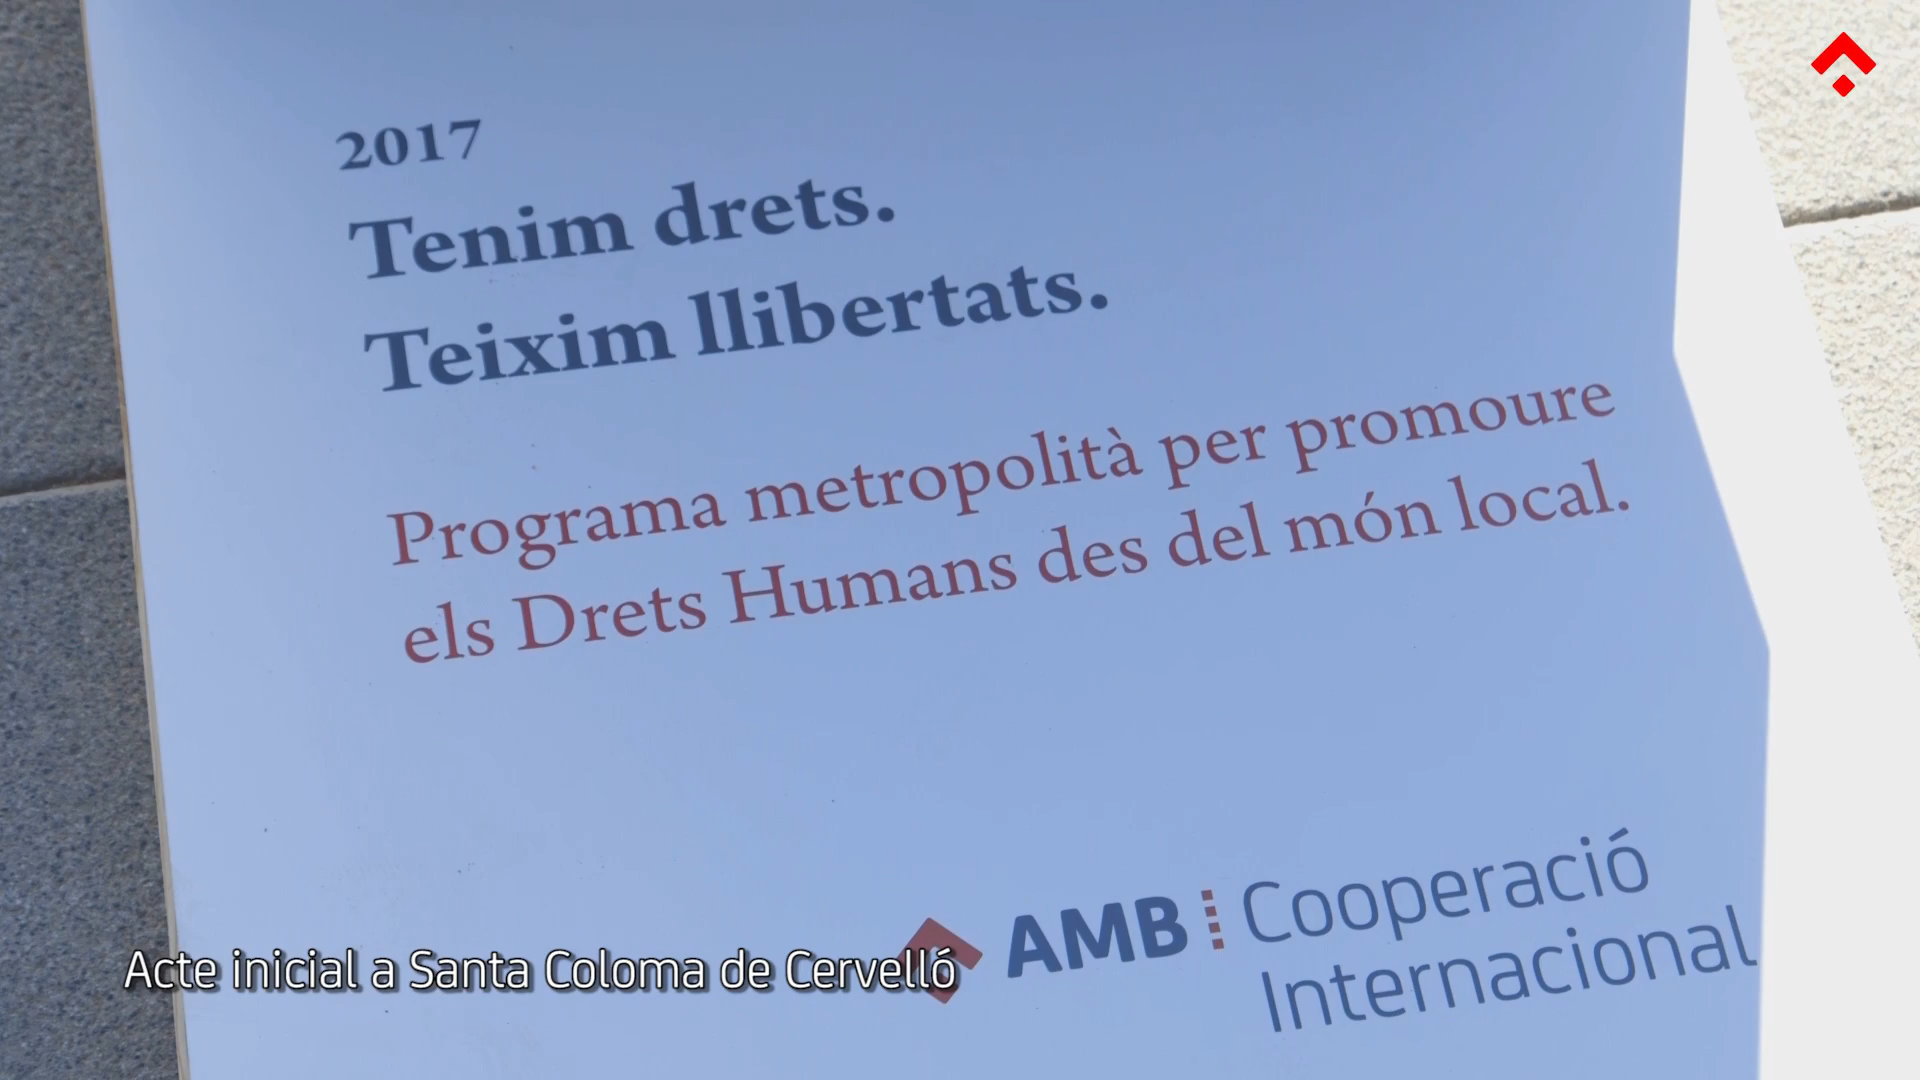 2017
Tenim drets.
Teixim llibertats.
Programa metropolità per promoure
els Drets Humans des del món local.
AMB Cooperació
Internacional
Acte inicial a Santa Coloma de Cervelló